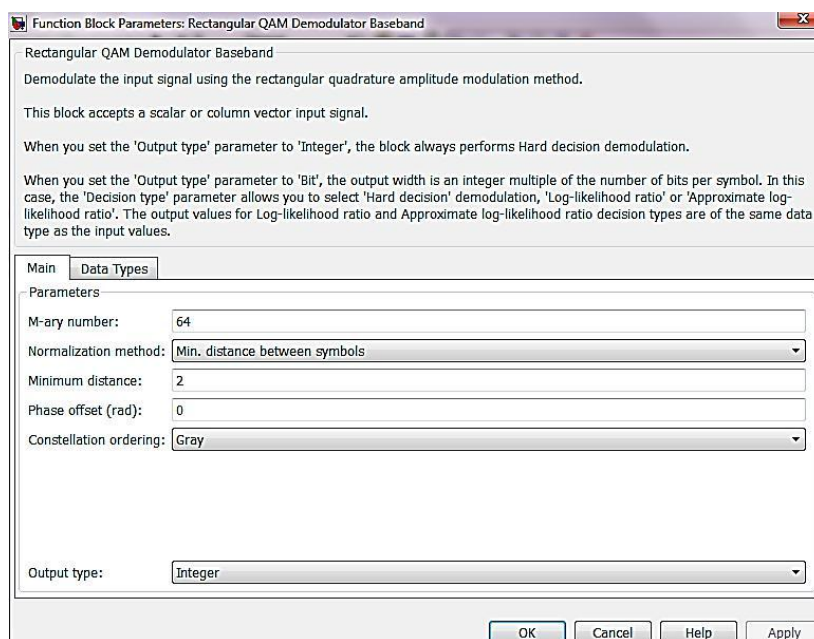 Function Block Parameters: Rectangular QAM Demodulator Baseband
Rectangular QAM Demodulator Baseband
Demodulate the input signal using the rectangular quadrature amplitude modulation method.
This block accepts a scalar or column vector input signal.
When you set the 'Output type' parameter to 'Integer', the block always performs Hard decision demodulation.
When you set the 'Output type' parameter to 'Bit', the output width is an integer multiple of the number of bits per symbol. In this
case, the 'Decision type' parameter allows you to select 'Hard decision' demodulation, 'Log-likelihood ratio' or 'Approximate log-
likelihood ratio'. The output values for Log-likelihood ratio and Approximate log-likelihood ratio decision types are of the same data
type as the input values.
Main Data Types
Parameters
M-ary number: 64
Normalization method: Min. distance between symbols
Minimum distance: 2
Phase offset (rad): 0
Constellation ordering: Gray
Output type: Integer
OK Cancel Help Apply